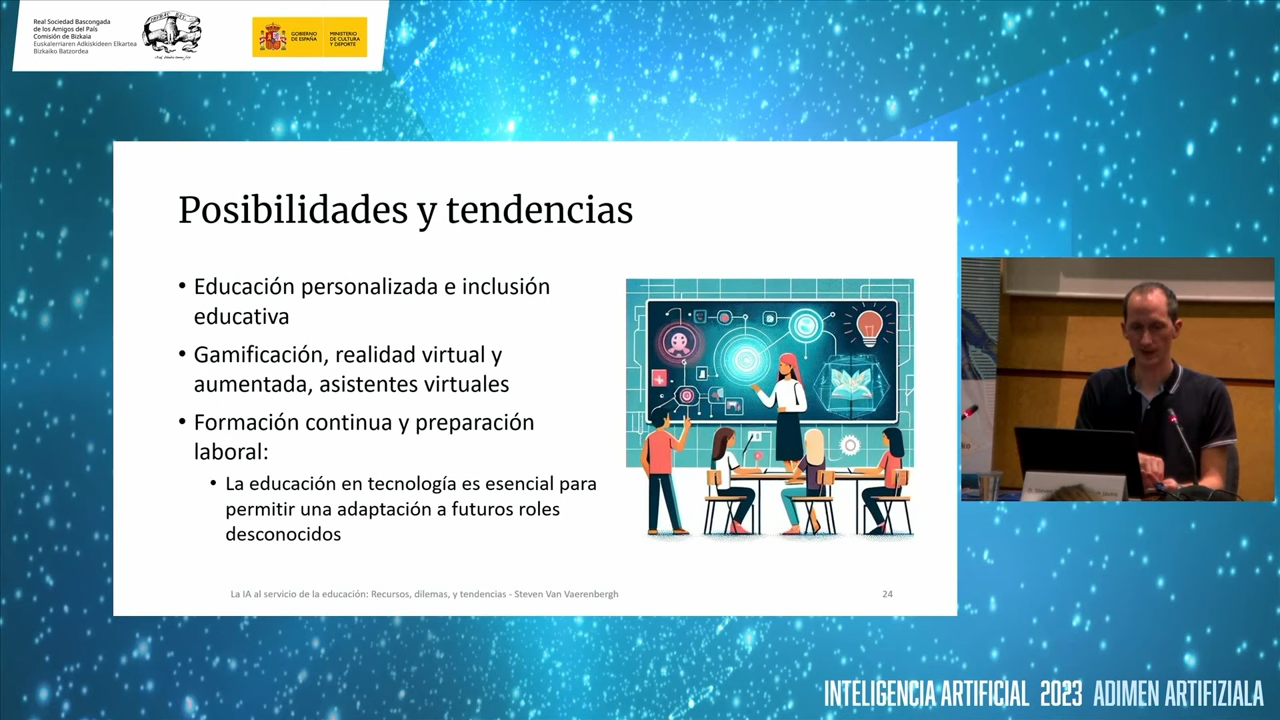 Real Sociedad Bascongada
de los Amigos del País
Comisión de Bizkaia
Euskalerriaren Adkiskideen Elkartea
Bizkaiko Batzordea
GOBIERNO
DE ESPAÑA
MINISTERIO
DE CULTURA
Y DEPORTE
Posibilidades y tendencias
• Educación personalizada e inclusión
educativa
• Gamificación, realidad virtual y
aumentada, asistentes virtuales
• Formación continua y preparación
laboral:
• La educación en tecnología es esencial para
permitir una adaptación a futuros roles
desconocidos
La IA al servicio de la educación: Recursos, dilemas, y tendencias - Steven Van Vaerenbergh
24
INTELIGENCIA ARTIFICIAL 2023 ADIMEN ARTIFIZIALA